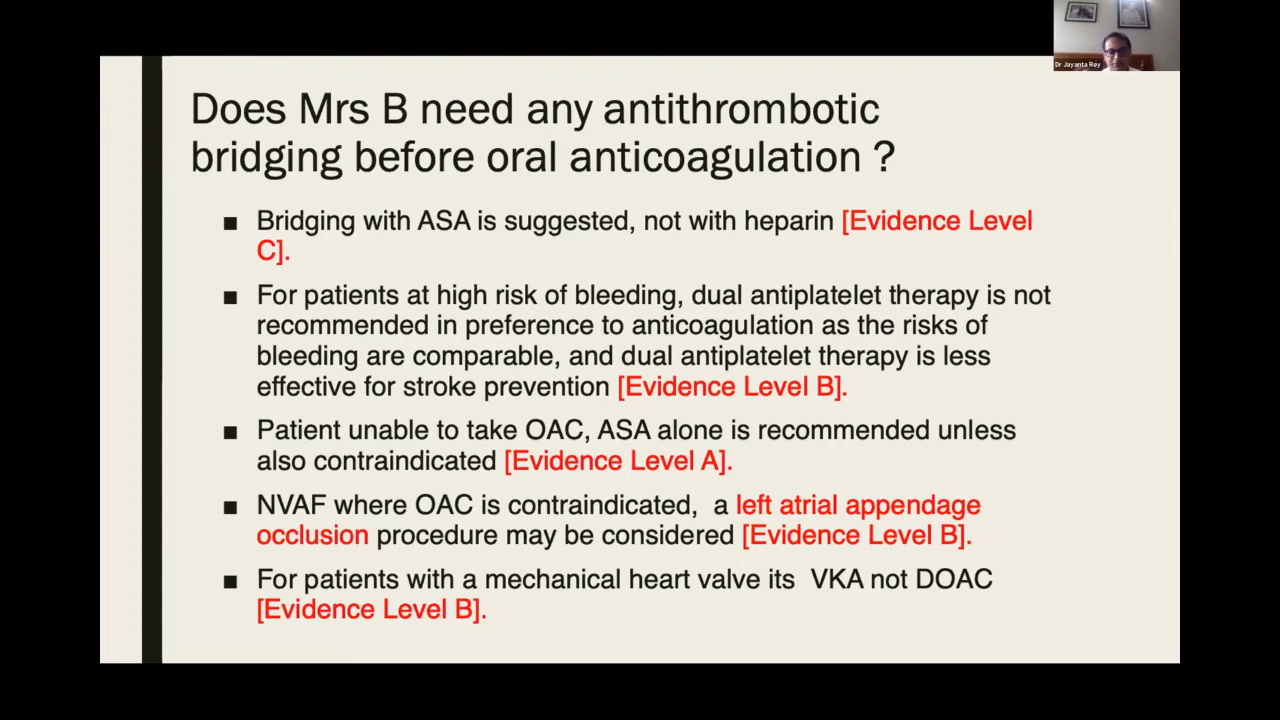 Dr Jayanta Roy
Does Mrs B need any antithrombotic
bridging before oral anticoagulation ?
■ Bridging with ASA is suggested, not with heparin [Evidence Level
C].
■ For patients at high risk of bleeding, dual antiplatelet therapy is not
recommended in preference to anticoagulation as the risks of
bleeding are comparable, and dual antiplatelet therapy is less
effective for stroke prevention [Evidence Level B].
■ Patient unable to take OAC, ASA alone is recommended unless
also contraindicated [Evidence Level A].
■ NVAF where OAC is contraindicated,  a left atrial appendage
occlusion procedure may be considered [Evidence Level B].
■ For patients with a mechanical heart valve its  VKA not DOAC
[Evidence Level B].